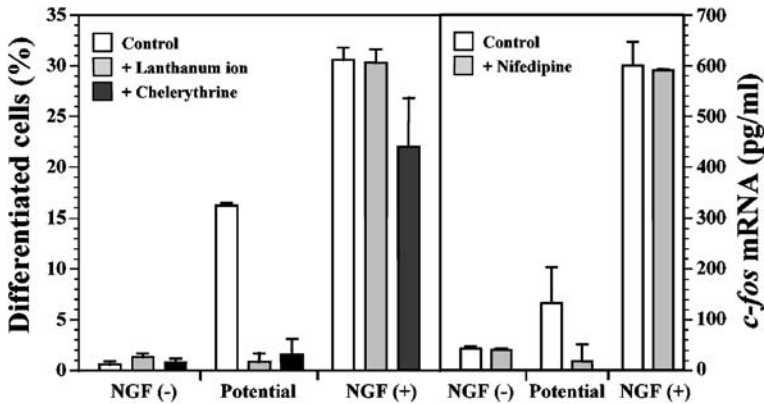 Differentiated cells (%)
35
30
25
20
15
10
5
0
Control
+ Lanthanum ion
+ Chelerythrine
NGF (-)
Potential
NGF (+)
Control
+ Nifedipine
NGF (-)
Potential
NGF (+)
700
600
500
400
300
200
100
0
c-fos mRNA (pg/ml)